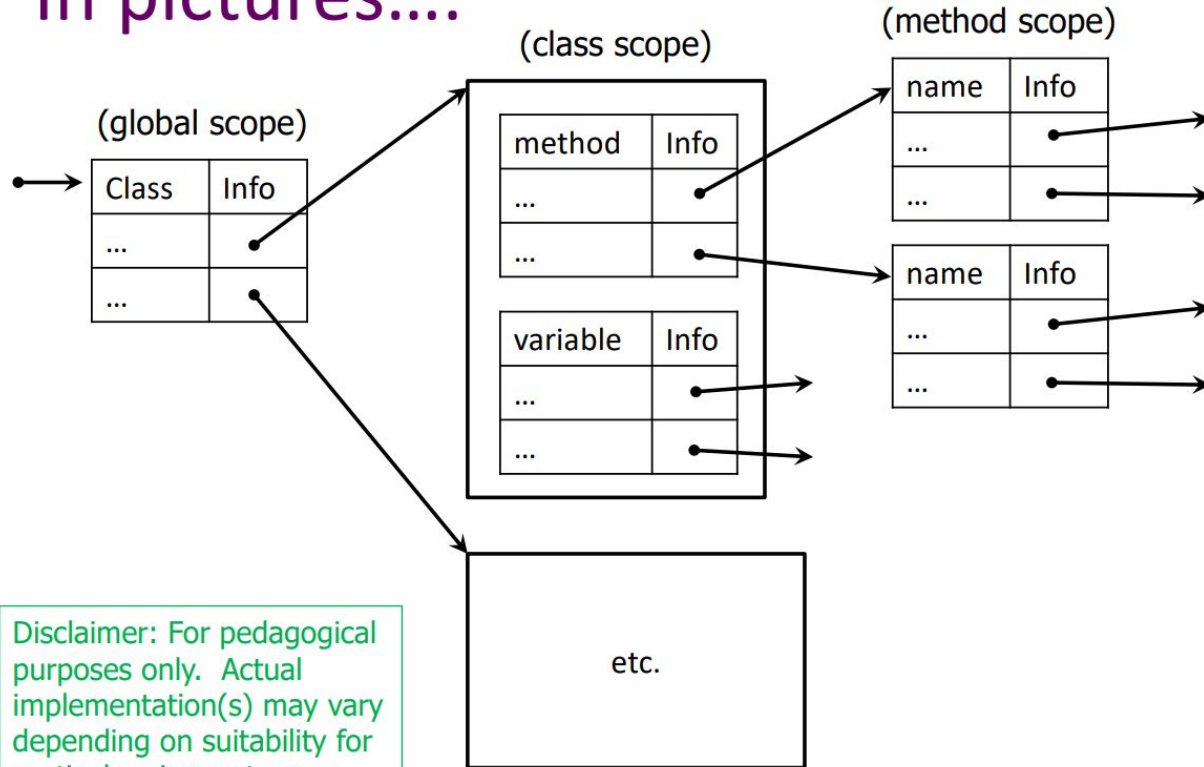 In pictures....
(global scope)
Class Info
...
...
(class scope)
method Info
...
...
variable Info
...
...
(method scope)
name Info
...
...
name Info
...
...
etc.
Disclaimer: For pedagogical
purposes only. Actual
implementation(s) may vary
depending on suitability for